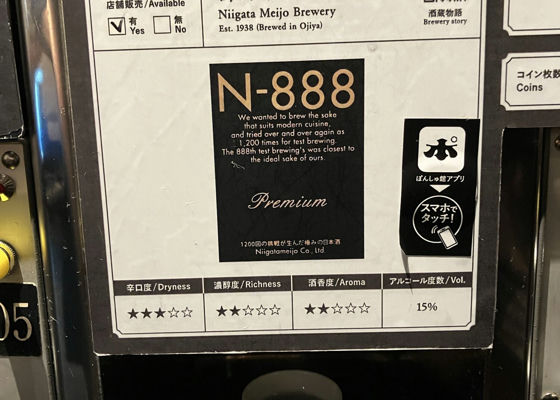 店舗販売/Available
有
Yes
無
No
Niigata Meijo Brewery
Est. 1938 (Brewed in Ojiya)
酒蔵物語
Brewery story
コイン枚数
Coins
N-888
We wanted to brew the sake
that suits modern cuisine,
and tried over and over again as
1,200 times for test brewing.
The 888th test brewing's was closest to
the ideal sake of ours.
Premium
1200回の挑戦が生んだ極みの日本酒
Niigatameijo Co., Ltd.
ぽんしゅ館アプリ
スマホで
タッチ!
辛口度/Dryness
濃醇度/Richness
酒香度/Aroma
アルコール度数/Vol.
★★★☆☆
★★☆☆☆
★★☆☆☆
15%
05